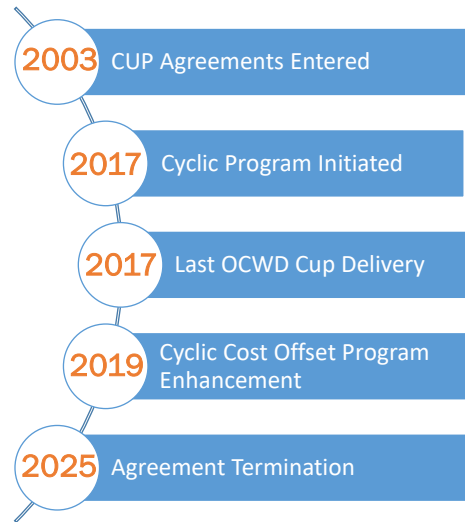 2003 CUP Agreements Entered
2017 Cyclic Program Initiated
2017 Last OCWD Cup Delivery
2019 Cyclic Cost Offset Program
Enhancement
2025 Agreement Termination